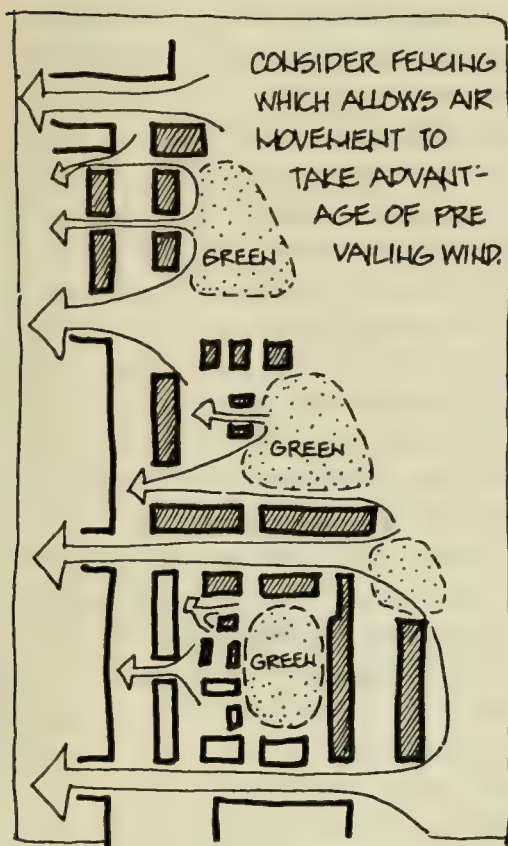 CONSIDER FENCING
WHICH ALLOWS AIR
MOVEMENT TO
TAKE ADVANT-
AGE OF PRE
VAILING WIND.
GREEN
GREEN
GREEN